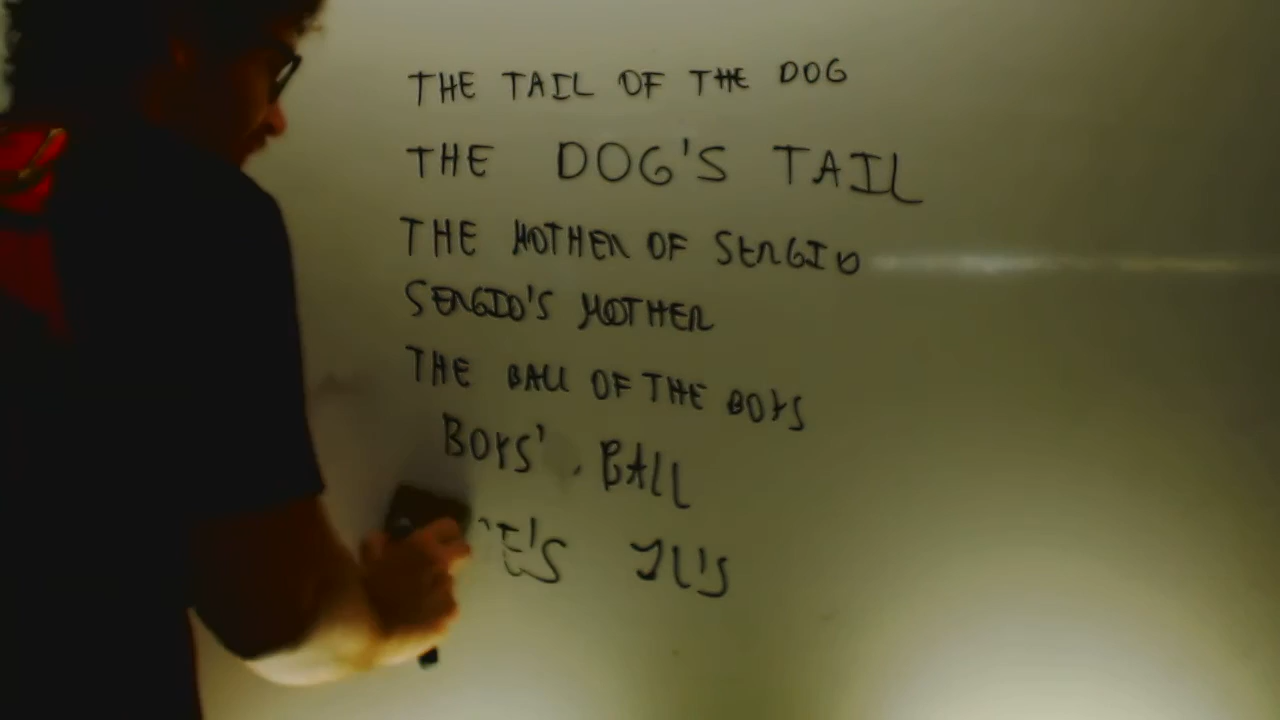 THE TAIL OF THE DOG
THE DOG'S TAIL
THE MOTHER OF SERGIO
SERGIO'S MOTHER
THE BALL OF THE BOYS
BOYS' BALL